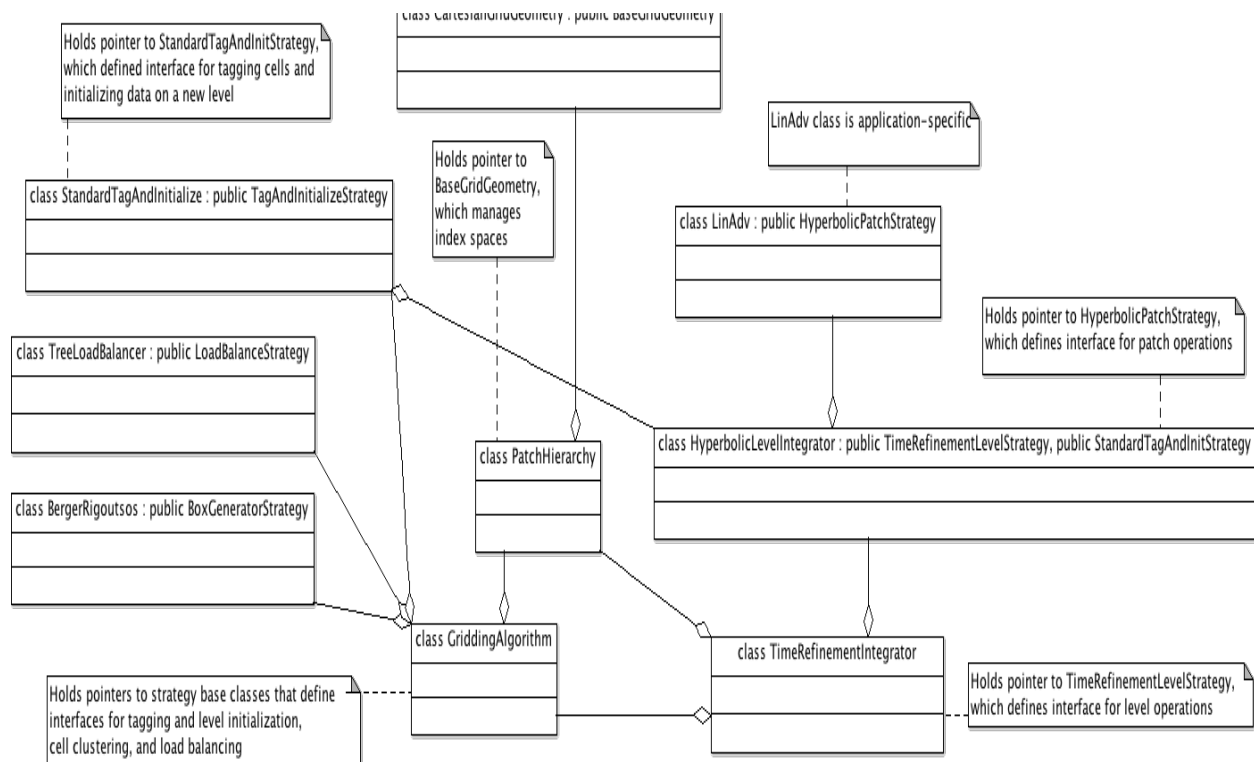 class CartesianGridGeometry : public BaseGridGeometry
Holds pointer to StandardTagAndInitStrategy,
which defined interface for tagging cells and
initializing data on a new level
LinAdv class is application-specific
Holds pointer to
BaseGridGeometry,
which manages
index spaces
class StandardTagAndInitialize : public TagAndInitializeStrategy
class LinAdv : public HyperbolicPatchStrategy
Holds pointer to HyperbolicPatchStrategy,
which defines interface for patch operations
class TreeLoadBalancer : public LoadBalanceStrategy
class PatchHierarchy
class HyperbolicLevelIntegrator : public TimeRefinementLevelStrategy, public StandardTagAndInitStrategy
class BergerRigoutsos : public BoxGeneratorStrategy
class GriddingAlgorithm
class TimeRefinementIntegrator
Holds pointers to strategy base classes that define
interfaces for tagging and level initialization,
cell clustering, and load balancing
Holds pointer to TimeRefinementLevelStrategy,
which defines interface for level operations